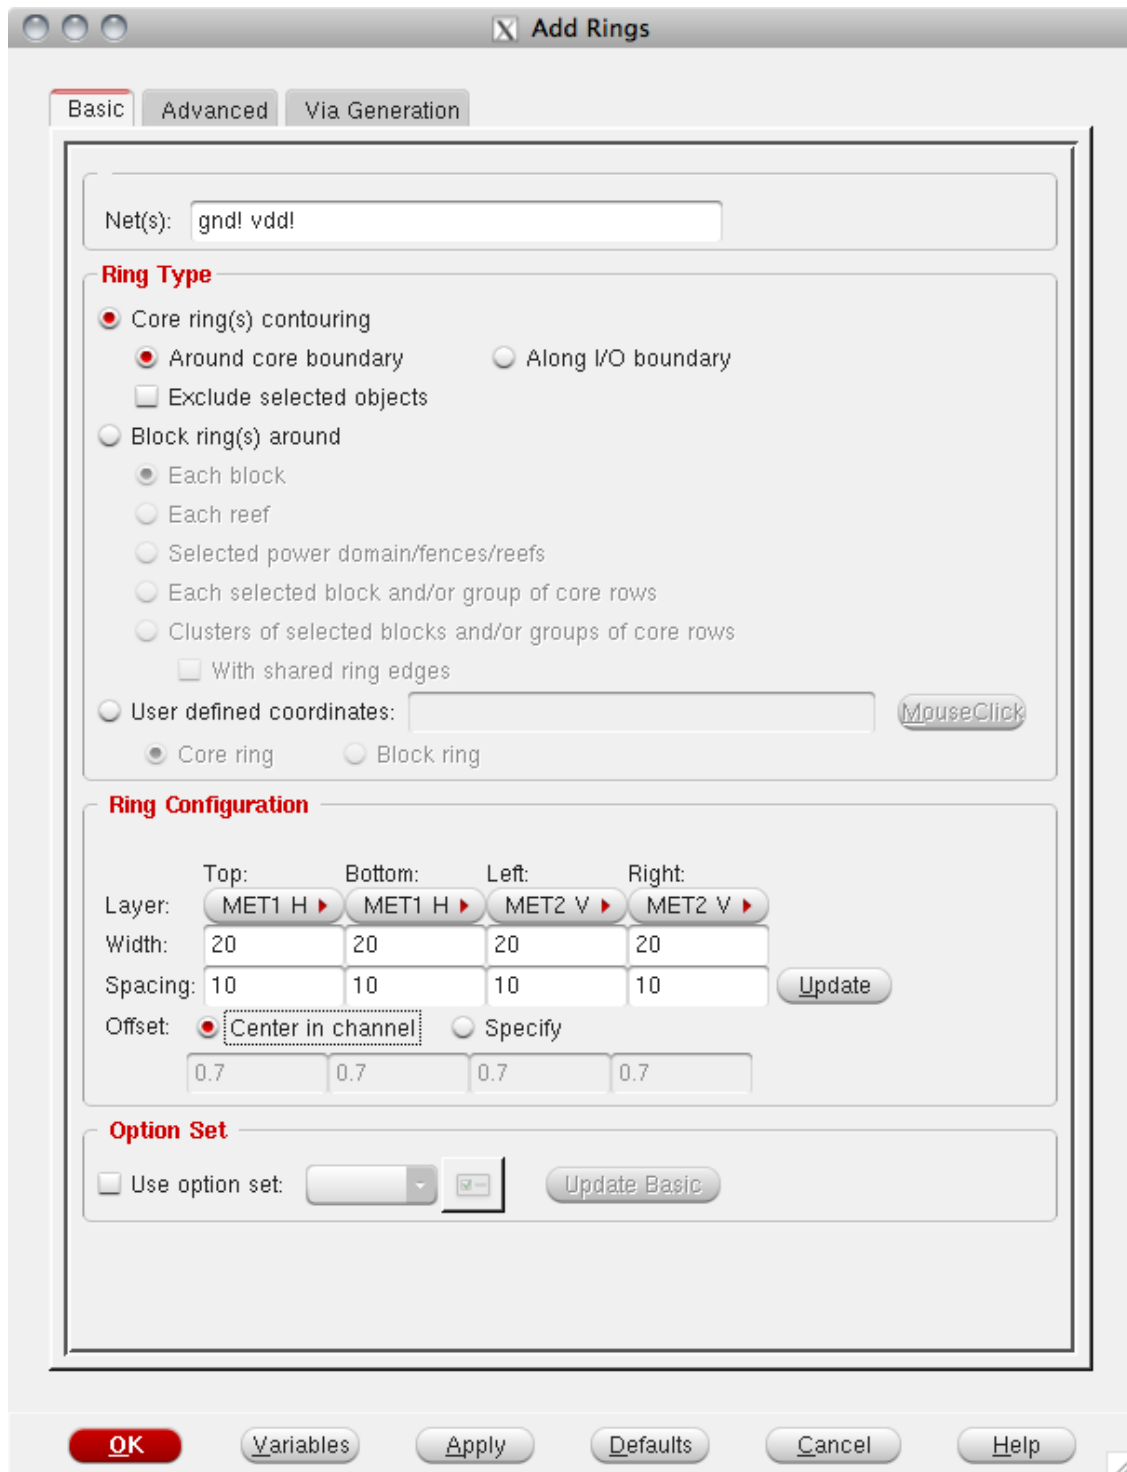 Add Rings
Basic Advanced Via Generation
Net(s): gnd! vdd!
Ring Type
Core ring(s) contouring
Around core boundary Along I/O boundary
Exclude selected objects
Block ring(s) around
Each block
Each reef
Selected power domain/fences/reefs
Each selected block and/or group of core rows
Clusters of selected blocks and/or groups of core rows
With shared ring edges
User defined coordinates: MouseClick
Core ring Block ring
Ring Configuration
Top: Bottom: Left: Right:
Layer: MET1 H MET1 H MET2 V MET2 V
Width: 20 20 20 20
Spacing: 10 10 10 10 Update
Offset: Center in channel Specify
0.7 0.7 0.7 0.7
Option Set
Use option set: Update Basic
OK Variables Apply Defaults Cancel Help